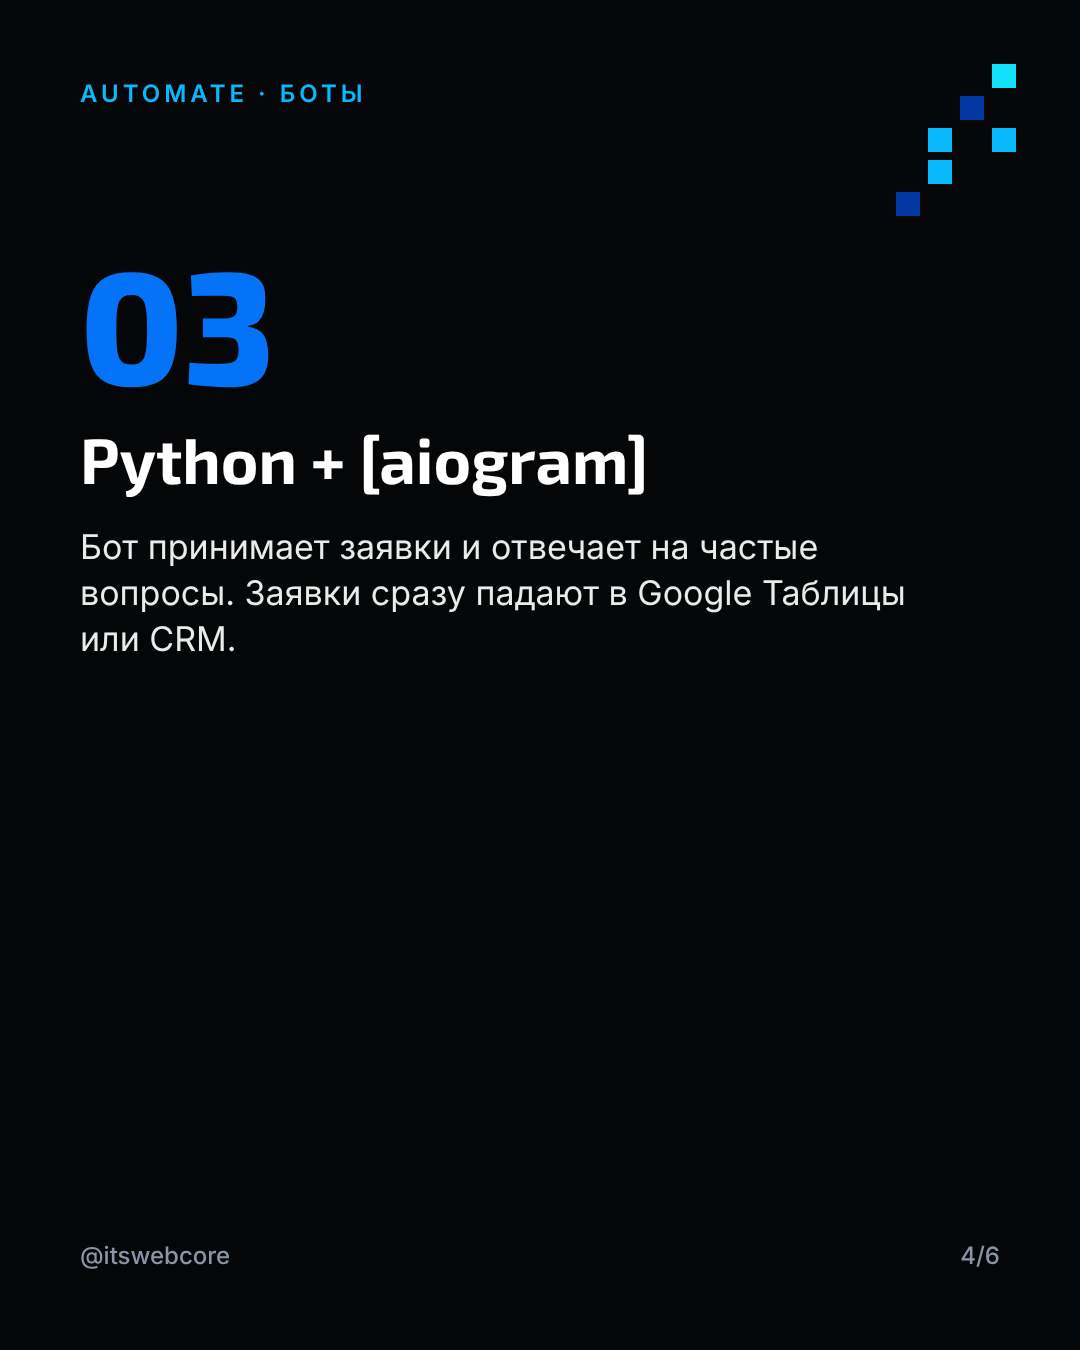 AUTOMATE · БОТЫ
03
Python + [aiogram]
Бот принимает заявки и отвечает на частые
вопросы. Заявки сразу падают в Google Таблицы
или CRM.
@itswebcore
4/6